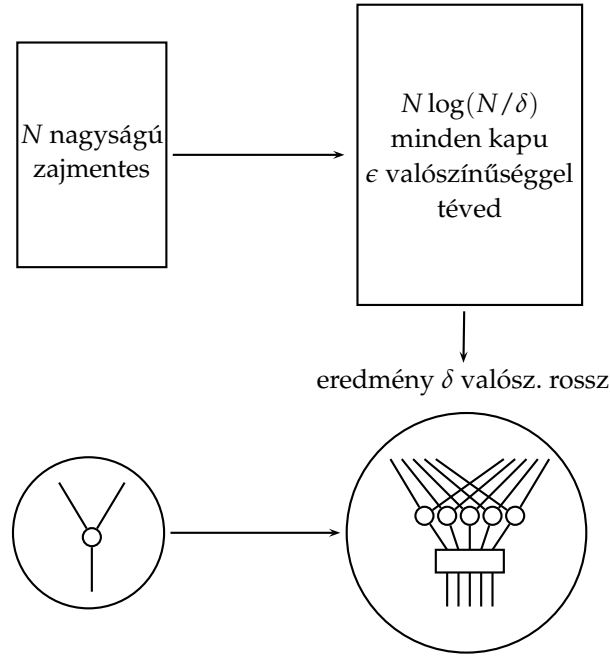 N nagyságú
zajmentes
N log(N/δ)
minden kapu
ϵ valószínűséggel
téved
eredmény δ valósz. rossz